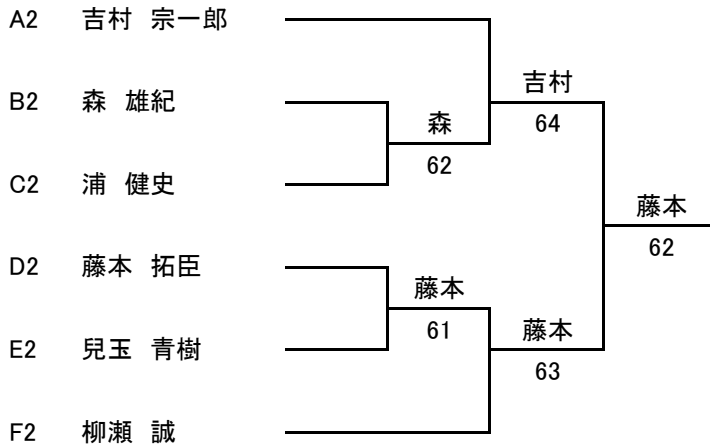 A2 吉村 宗一郎
吉村
B2 森 雄紀
森
64
62
C2 浦 健史
藤本
62
D2 藤本 拓臣
藤本
61
藤本
E2 兒玉 青樹
63
F2 柳瀬 誠